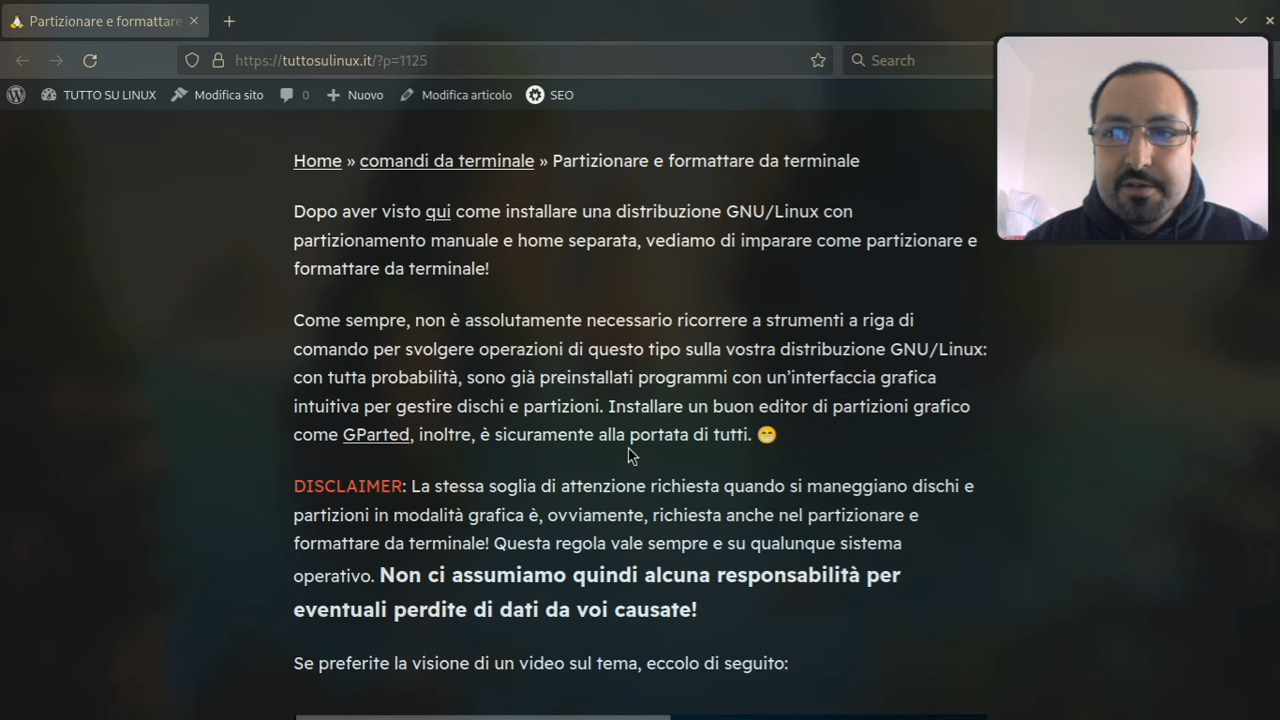 Partizionare e formattare
https://tuttosulinux.it/?p=1125
Search
TUTTO SU LINUX
Modifica sito
0
Nuovo
Modifica articolo
SEO
Home » comandi da terminale » Partizionare e formattare da terminale
Dopo aver visto qui come installare una distribuzione GNU/Linux con
partizionamento manuale e home separata, vediamo di imparare come partizionare e
formattare da terminale!
Come sempre, non è assolutamente necessario ricorrere a strumenti a riga di
comando per svolgere operazioni di questo tipo sulla vostra distribuzione GNU/Linux:
con tutta probabilità, sono già preinstallati programmi con un’interfaccia grafica
intuitiva per gestire dischi e partizioni. Installare un buon editor di partizioni grafico
come GParted, inoltre, è sicuramente alla portata di tutti. 😁
DISCLAIMER: La stessa soglia di attenzione richiesta quando si maneggiano dischi e
partizioni in modalità grafica è, ovviamente, richiesta anche nel partizionare e
formattare da terminale! Questa regola vale sempre e su qualunque sistema
operativo. Non ci assumiamo quindi alcuna responsabilità per
eventuali perdite di dati da voi causate!
Se preferite la visione di un video sul tema, eccolo di seguito: